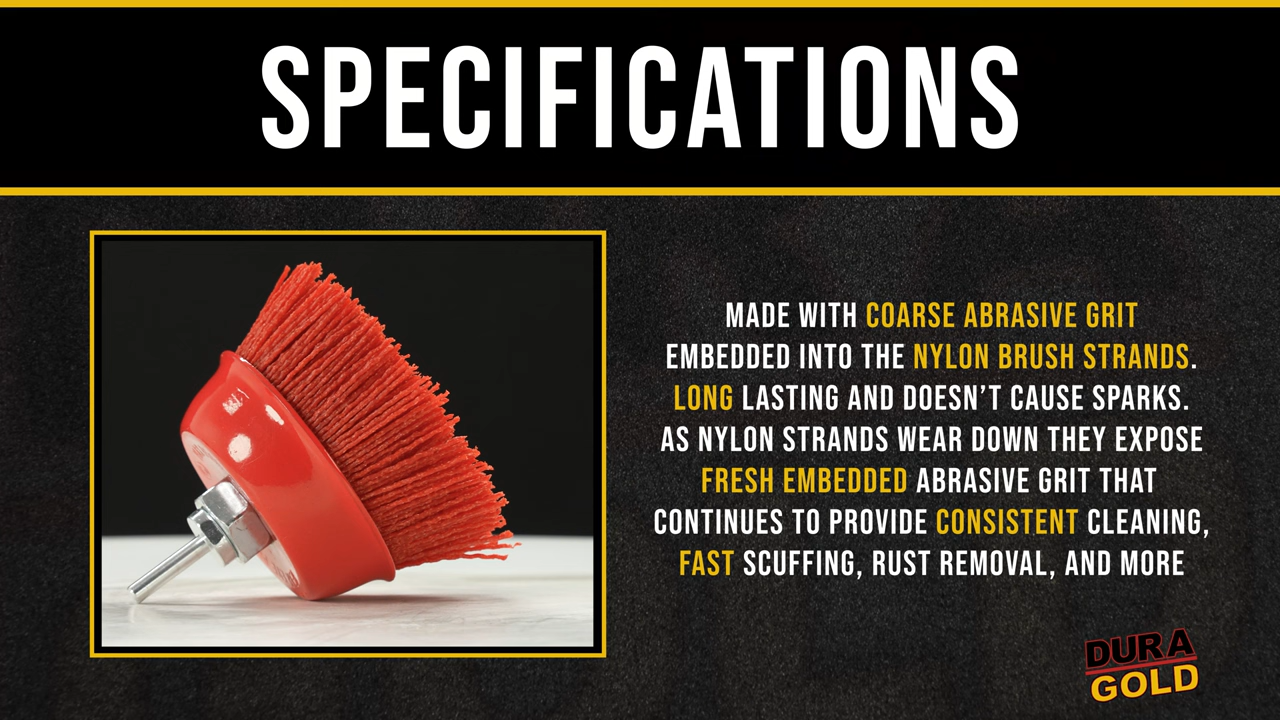 SPECIFICATIONS
MADE WITH COARSE ABRASIVE GRIT
EMBEDDED INTO THE NYLON BRUSH STRANDS.
LONG LASTING AND DOESN'T CAUSE SPARKS.
AS NYLON STRANDS WEAR DOWN THEY EXPOSE
FRESH EMBEDDED ABRASIVE GRIT THAT
CONTINUES TO PROVIDE CONSISTENT CLEANING,
FAST SCUFFING, RUST REMOVAL, AND MORE
DURA
GOLD